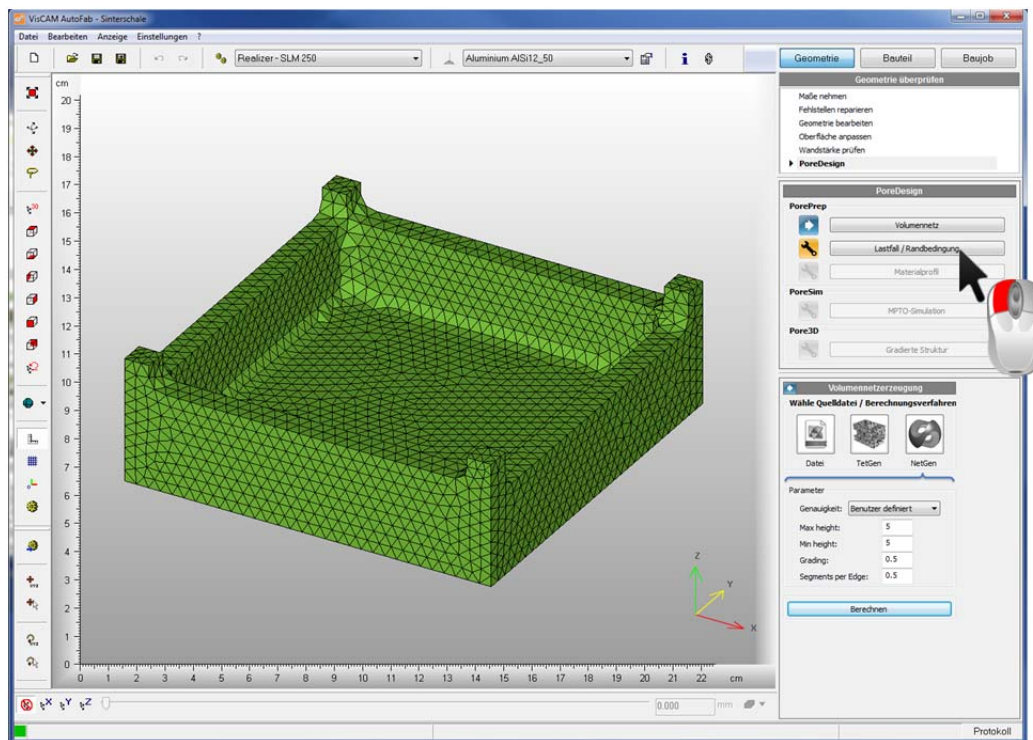 VisCAM AutoFab - Sinterschale
Datei Bearbeiten Anzeige Einstellungen ?
Realizer - SLM 250
Aluminium AlSi12_50
Geometrie Bauteil Baujob
Geometrie überprüfen
Maße nehmen
Fehlstellen reparieren
Geometrie bearbeiten
Oberfläche anpassen
Wandstärke prüfen
PoreDesign
PoreDesign
PorePrep
Volumennetz
Lastfall / Randbedingung
Materialprofil
PoreSim
MPTO-Simulation
Pore3D
Gradierte Struktur
Volumennetzerzeugung
Wähle Quelldatei / Berechnungsverfahren
Datei TetGen NetGen
Parameter
Genauigkeit: Benutzer definiert
Max height: 5
Min height: 5
Grading: 0.5
Segments per Edge: 0.5
Berechnen
cm
20
19
18
17
16
15
14
13
12
11
10
9
8
7
6
5
4
3
2
1
0
Z
Y
X
0 1 2 3 4 5 6 7 8 9 10 11 12 13 14 15 16 17 18 19 20 21 22 cm
X Y Z
0.000 mm
Protokoll